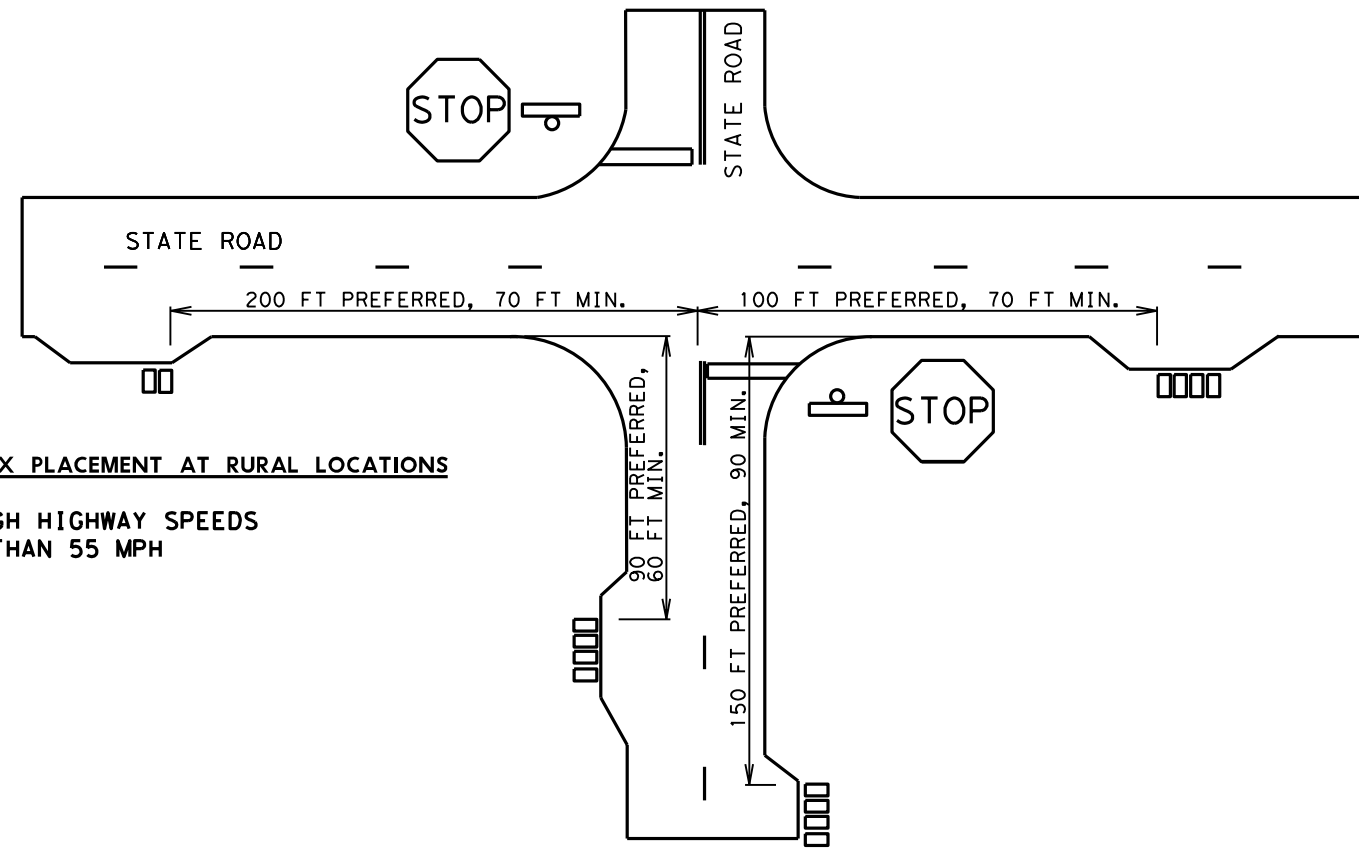 STATE ROAD
STOP
STATE ROAD
200 FT PREFERRED, 70 FT MIN.
100 FT PREFERRED, 70 FT MIN.
STOP
90 FT PREFERRED,
60 FT MIN.
150 FT PREFERRED, 90 MIN.
X PLACEMENT AT RURAL LOCATIONS
GH HIGHWAY SPEEDS
THAN 55 MPH